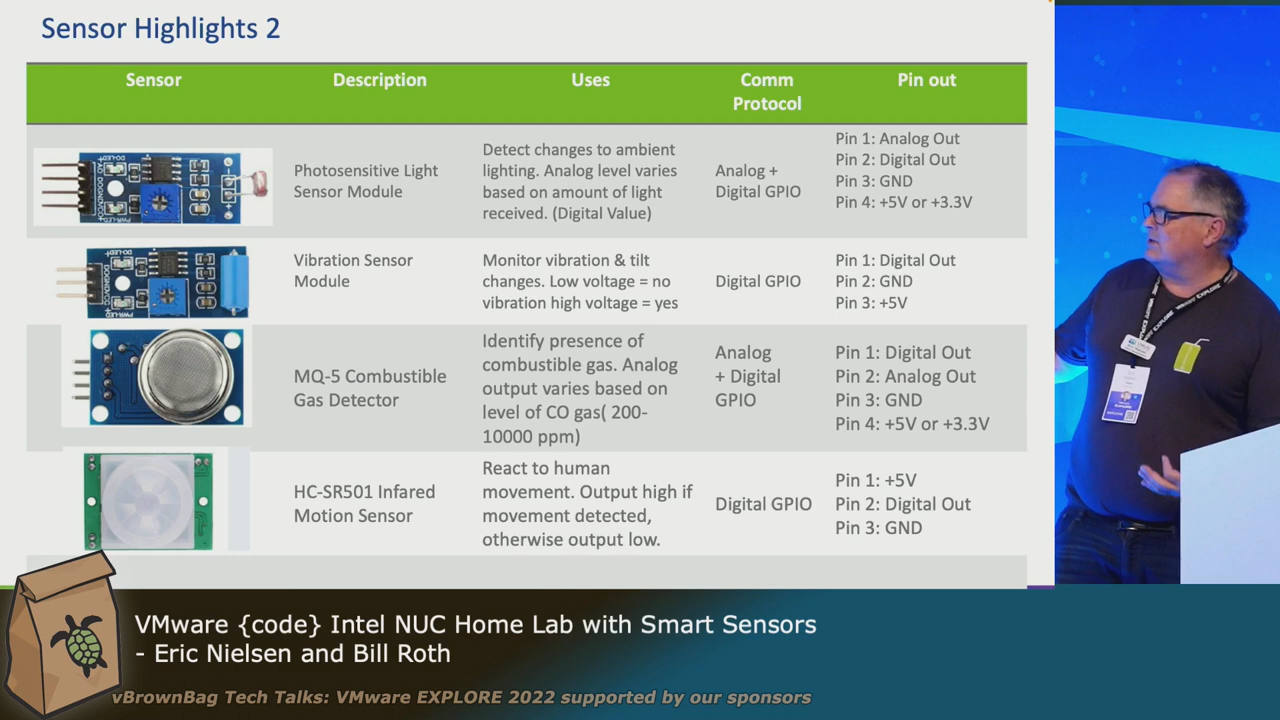 Sensor Highlights 2
Sensor
Description
Uses
Comm
Protocol
Pin out
Photosensitive Light
Sensor Module
Detect changes to ambient
lighting. Analog level varies
based on amount of light
received. (Digital Value)
Analog +
Digital GPIO
Pin 1: Analog Out
Pin 2: Digital Out
Pin 3: GND
Pin 4: +5V or +3.3V
Vibration Sensor
Module
Monitor vibration & tilt
changes. Low voltage = no
vibration high voltage = yes
Digital GPIO
Pin 1: Digital Out
Pin 2: GND
Pin 3: +5V
MQ-5 Combustible
Gas Detector
Identify presence of
combustible gas. Analog
output varies based on
level of CO gas( 200-
10000 ppm)
Analog
+ Digital
GPIO
Pin 1: Digital Out
Pin 2: Analog Out
Pin 3: GND
Pin 4: +5V or +3.3V
HC-SR501 Infared
Motion Sensor
React to human
movement. Output high if
movement detected,
otherwise output low.
Digital GPIO
Pin 1: +5V
Pin 2: Digital Out
Pin 3: GND
VMware {code} Intel NUC Home Lab with Smart Sensors
- Eric Nielsen and Bill Roth
vBrownBag Tech Talks: VMware EXPLORE 2022 supported by our sponsors